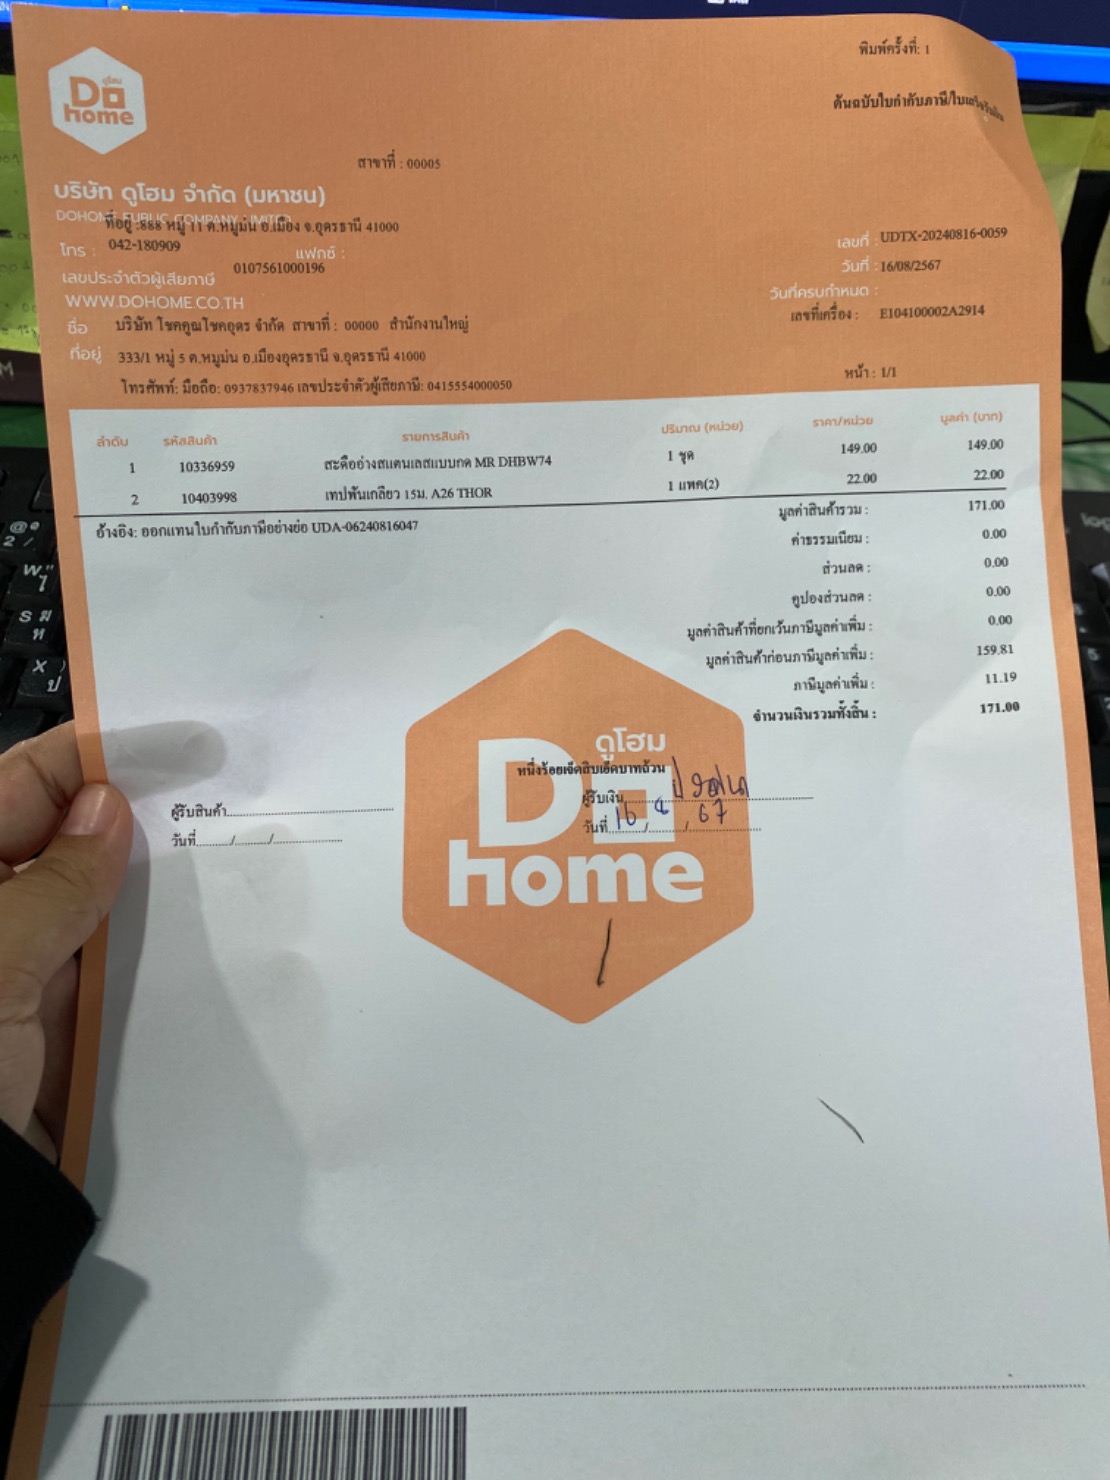 พิมพ์ครั้งที่: 1
ดูโฮม
Do
home
ต้นฉบับใบกำกับภาษี/ใบเสร็จรับเงิน
สาขาที่ : 00005
บริษัท ดูโฮม จำกัด (มหาชน)
DOHOME PUBLIC COMPANY LIMITED
ที่อยู่ :888 หมู่ 11 ต.หมูม่น อ.เมือง จ.อุดรธานี 41000
โทร : 042-180909 แฟกซ์ :
เลขที่ : UDTX-20240816-0059
เลขประจำตัวผู้เสียภาษี 0107561000196
วันที่ : 16/08/2567
WWW.DOHOME.CO.TH
วันที่ครบกำหนด :
ชื่อ บริษัท โชคคูณโชคอุดร จำกัด สาขาที่ : 00000 สำนักงานใหญ่
เลขที่เครื่อง : E104100002A2914
ที่อยู่ 333/1 หมู่ 5 ต.หมูม่น อ.เมืองอุดรธานี จ.อุดรธานี 41000
โทรศัพท์: มือถือ: 0937837946 เลขประจำตัวผู้เสียภาษี: 0415554000050
หน้า : 1/1
ลำดับ รหัสสินค้า รายการสินค้า ปริมาณ (หน่วย) ราคา/หน่วย มูลค่า (บาท)
1 10336959 สะดืออ่างสแตนเลสแบบกด MR DHBW74 1 ชุด 149.00 149.00
2 10403998 เทปพันเกลียว 15ม. A26 THOR 1 แพค(2) 22.00 22.00
อ้างอิง: ออกแทนใบกำกับภาษีอย่างย่อ UDA-06240816047
มูลค่าสินค้ารวม : 171.00
ค่าธรรมเนียม : 0.00
ส่วนลด : 0.00
คูปองส่วนลด : 0.00
มูลค่าสินค้าที่ยกเว้นภาษีมูลค่าเพิ่ม : 0.00
มูลค่าสินค้าก่อนภาษีมูลค่าเพิ่ม : 159.81
ภาษีมูลค่าเพิ่ม : 11.19
จำนวนเงินรวมทั้งสิ้น : 171.00
ดูโฮม
หนึ่งร้อยเจ็ดสิบเอ็ดบาทถ้วน
ผู้รับสินค้า
ผู้รับเงิน
วันที่ / /
วันที่ 16 / 8 / 67
Do
home